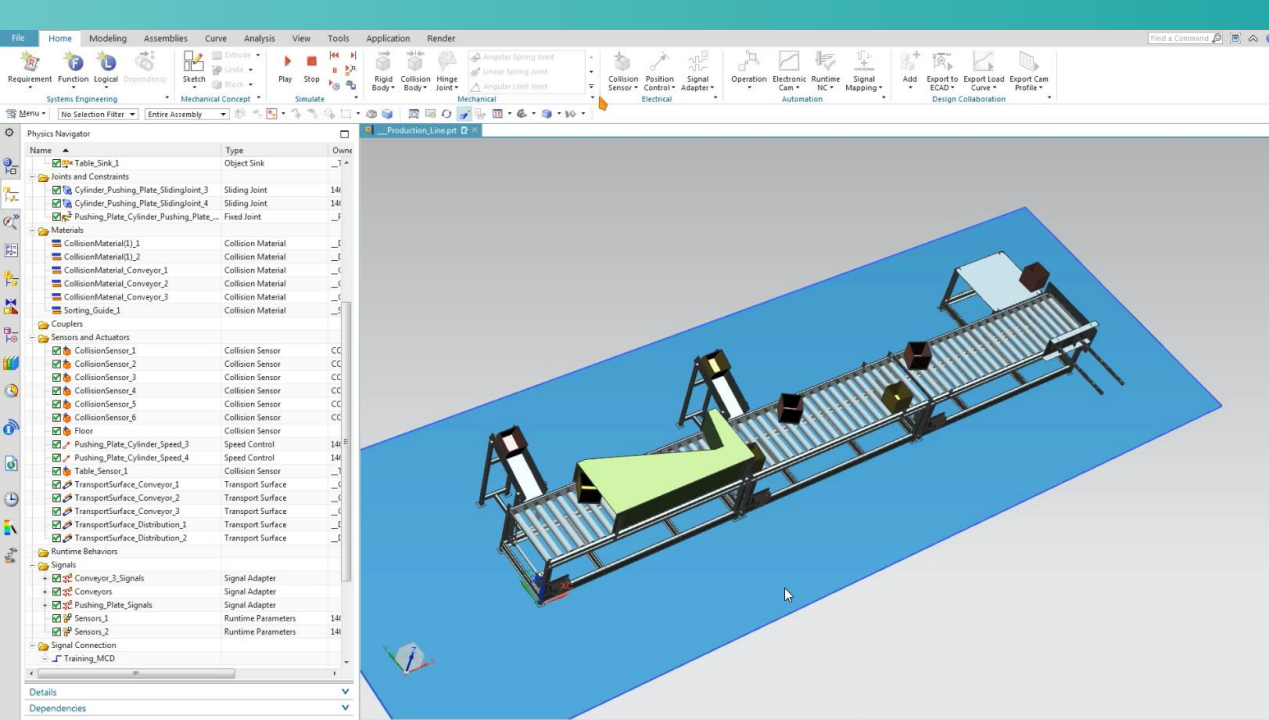 File Home Modeling Assemblies Curve Analysis View Tools Application Render Find a Command
Requirement Function Logical Dependency Sketch Extrude Unite Block Play Stop Rigid Body Collision Body Hinge Joint Angular Spring Joint Linear Spring Joint Angular Limit Joint Collision Sensor Position Control Signal Adapter Operation Electronic Cam Runtime NC Signal Mapping Add Export to ECAD Export Load Curve Export Cam Profile
Systems Engineering Mechanical Concept Simulate Mechanical Electrical Automation Design Collaboration
Menu No Selection Filter Entire Assembly
Physics Navigator __Production_Line.prt
Name Type Owne
Table_Sink_1 Object Sink
Joints and Constraints
Cylinder_Pushing_Plate_SlidingJoint_3 Sliding Joint
Cylinder_Pushing_Plate_SlidingJoint_4 Sliding Joint
Pushing_Plate_Cylinder_Pushing_Plate_... Fixed Joint
Materials
CollisionMaterial(1)_1 Collision Material
CollisionMaterial(1)_2 Collision Material
CollisionMaterial_Conveyor_1 Collision Material
CollisionMaterial_Conveyor_2 Collision Material
CollisionMaterial_Conveyor_3 Collision Material
Sorting_Guide_1 Collision Material
Couplers
Sensors and Actuators
CollisionSensor_1 Collision Sensor CC
CollisionSensor_2 Collision Sensor CC
CollisionSensor_3 Collision Sensor CC
CollisionSensor_4 Collision Sensor CC
CollisionSensor_5 Collision Sensor CC
CollisionSensor_6 Collision Sensor CC
Floor Collision Sensor
Pushing_Plate_Cylinder_Speed_3 Speed Control
Pushing_Plate_Cylinder_Speed_4 Speed Control
Table_Sensor_1 Collision Sensor
TransportSurface_Conveyor_1 Transport Surface
TransportSurface_Conveyor_2 Transport Surface
TransportSurface_Conveyor_3 Transport Surface
TransportSurface_Distribution_1 Transport Surface
TransportSurface_Distribution_2 Transport Surface
Runtime Behaviors
Signals
Conveyor_3_Signals Signal Adapter
Conveyors Signal Adapter
Pushing_Plate_Signals Signal Adapter
Sensors_1 Runtime Parameters
Sensors_2 Runtime Parameters
Signal Connection
Training_MCD
Details
Dependencies